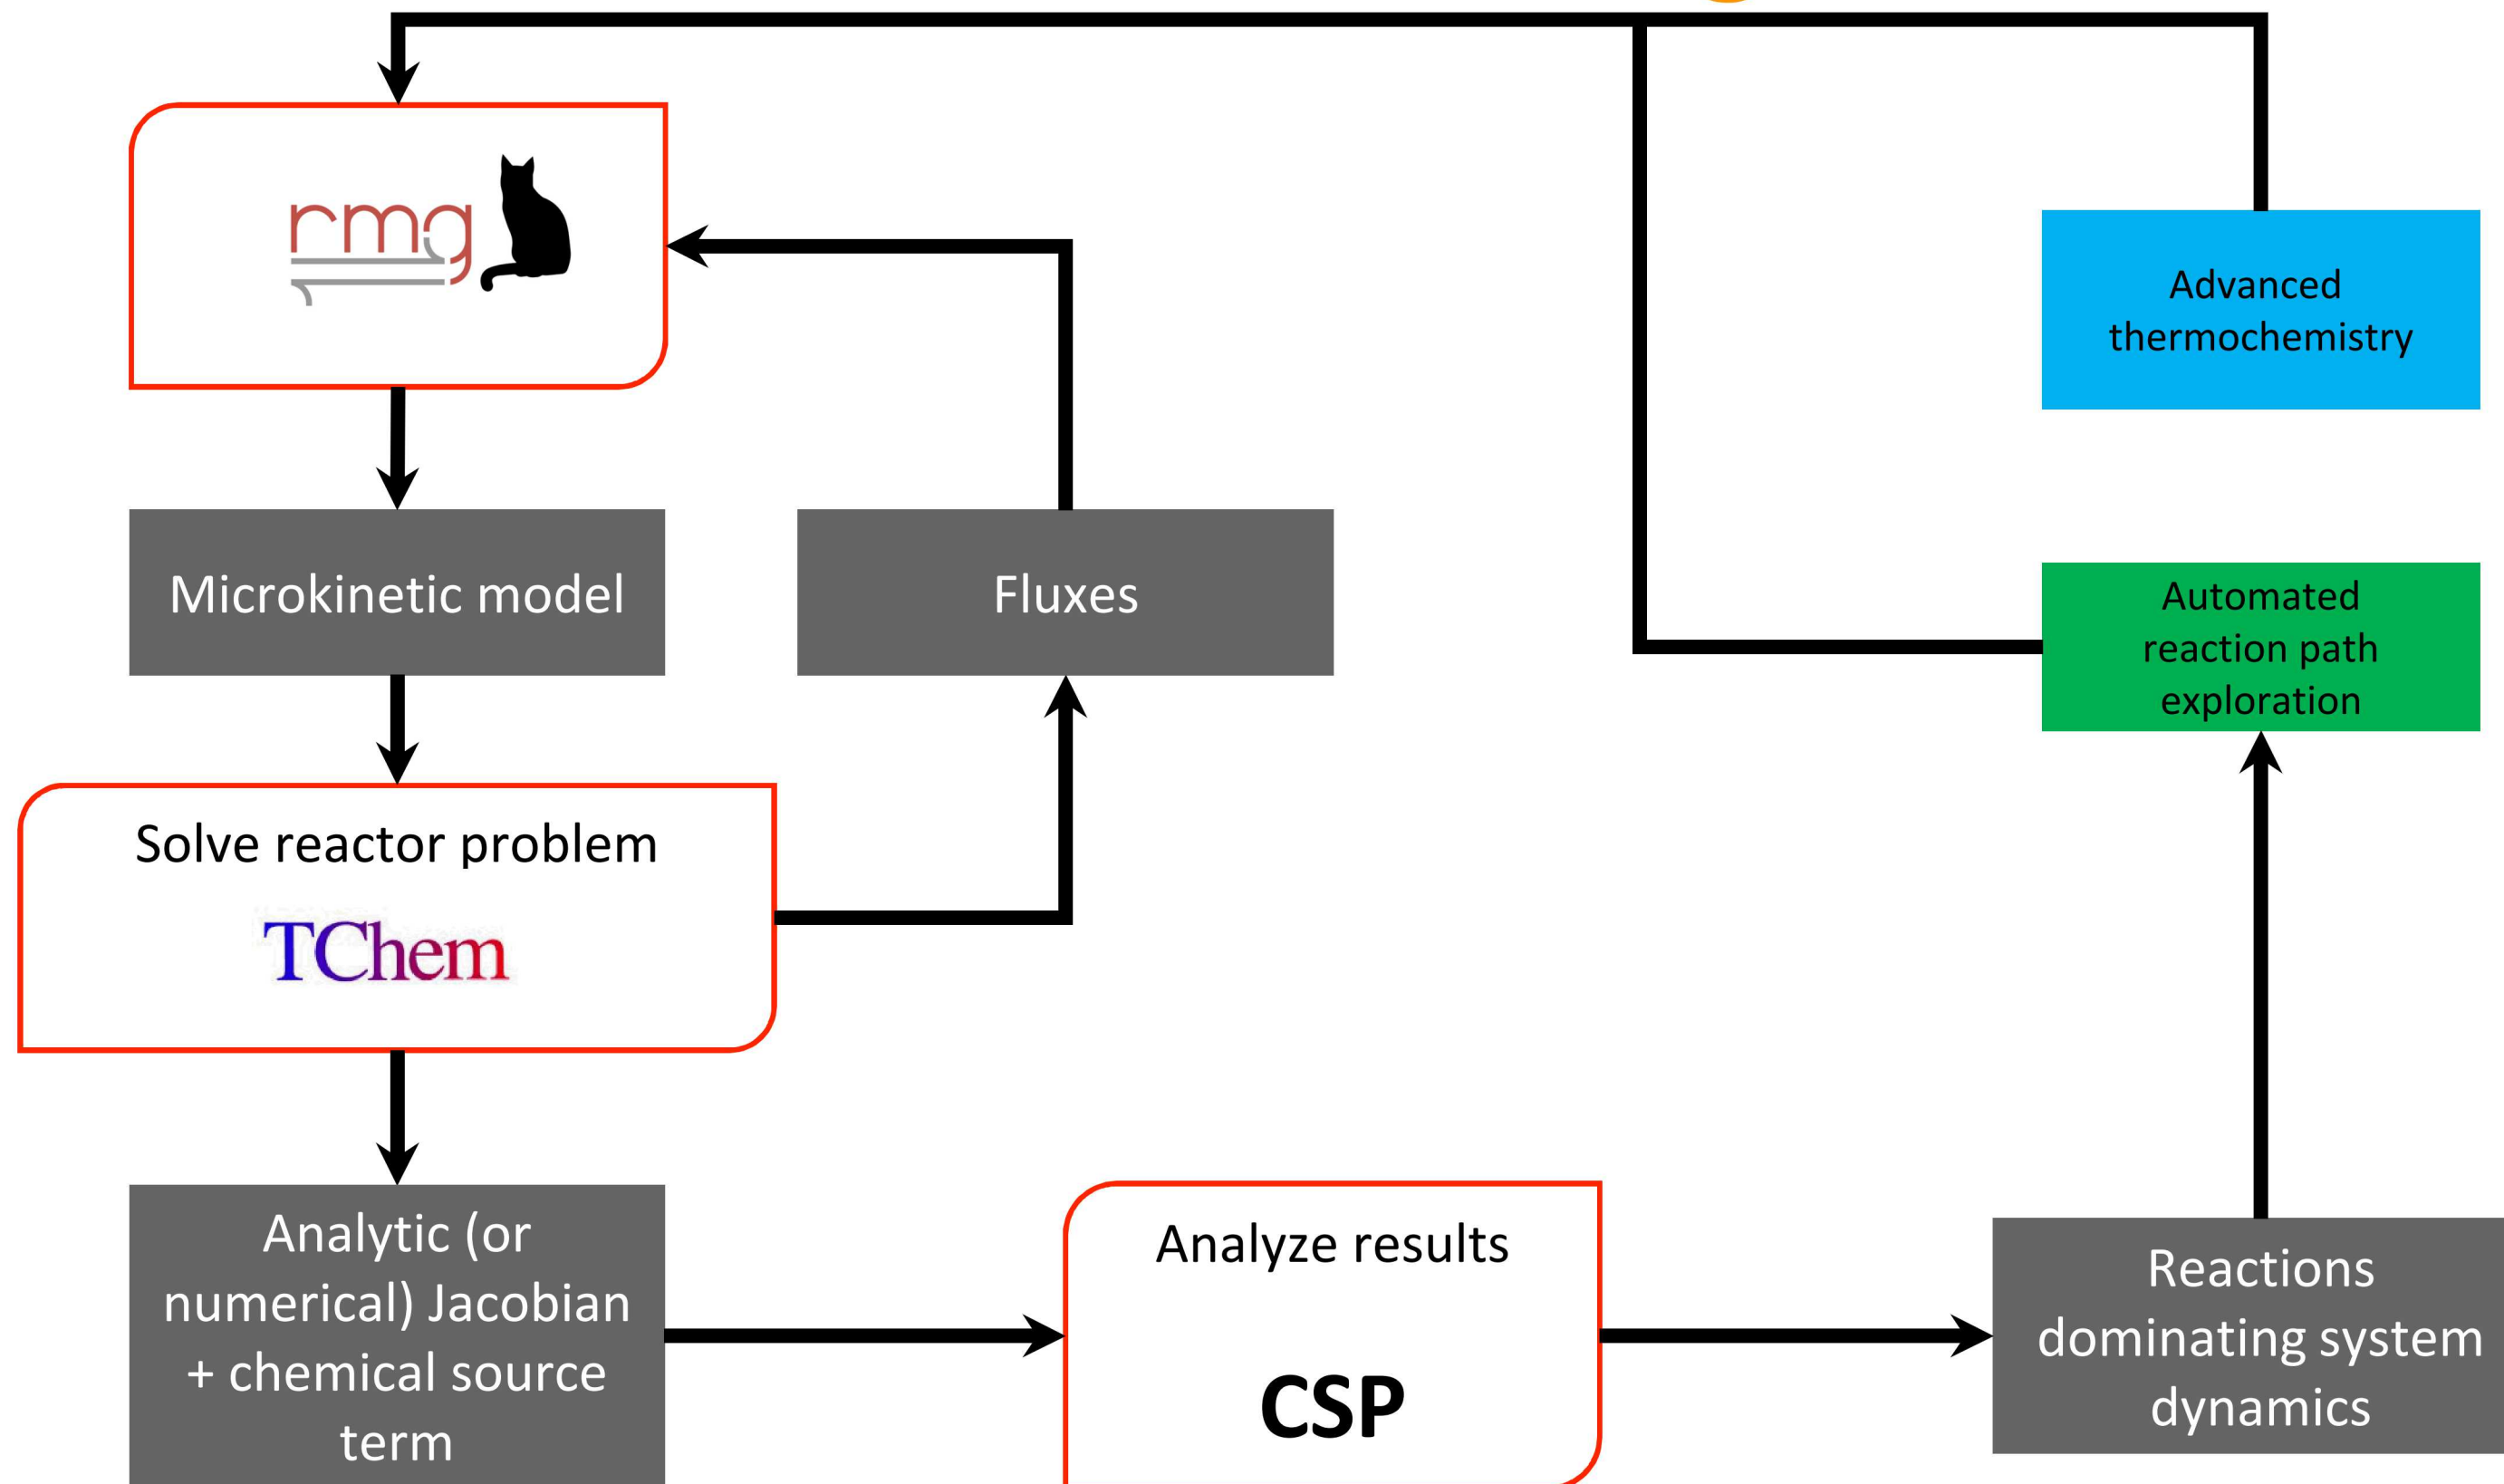 rmg
Advanced
thermochemistry
Microkinetic model
Fluxes
Automated
reaction path
exploration
Solve reactor problem
TChem
Analytic (or
numerical) Jacobian
+ chemical source
term
Analyze results
CSP
Reactions
dominating system
dynamics